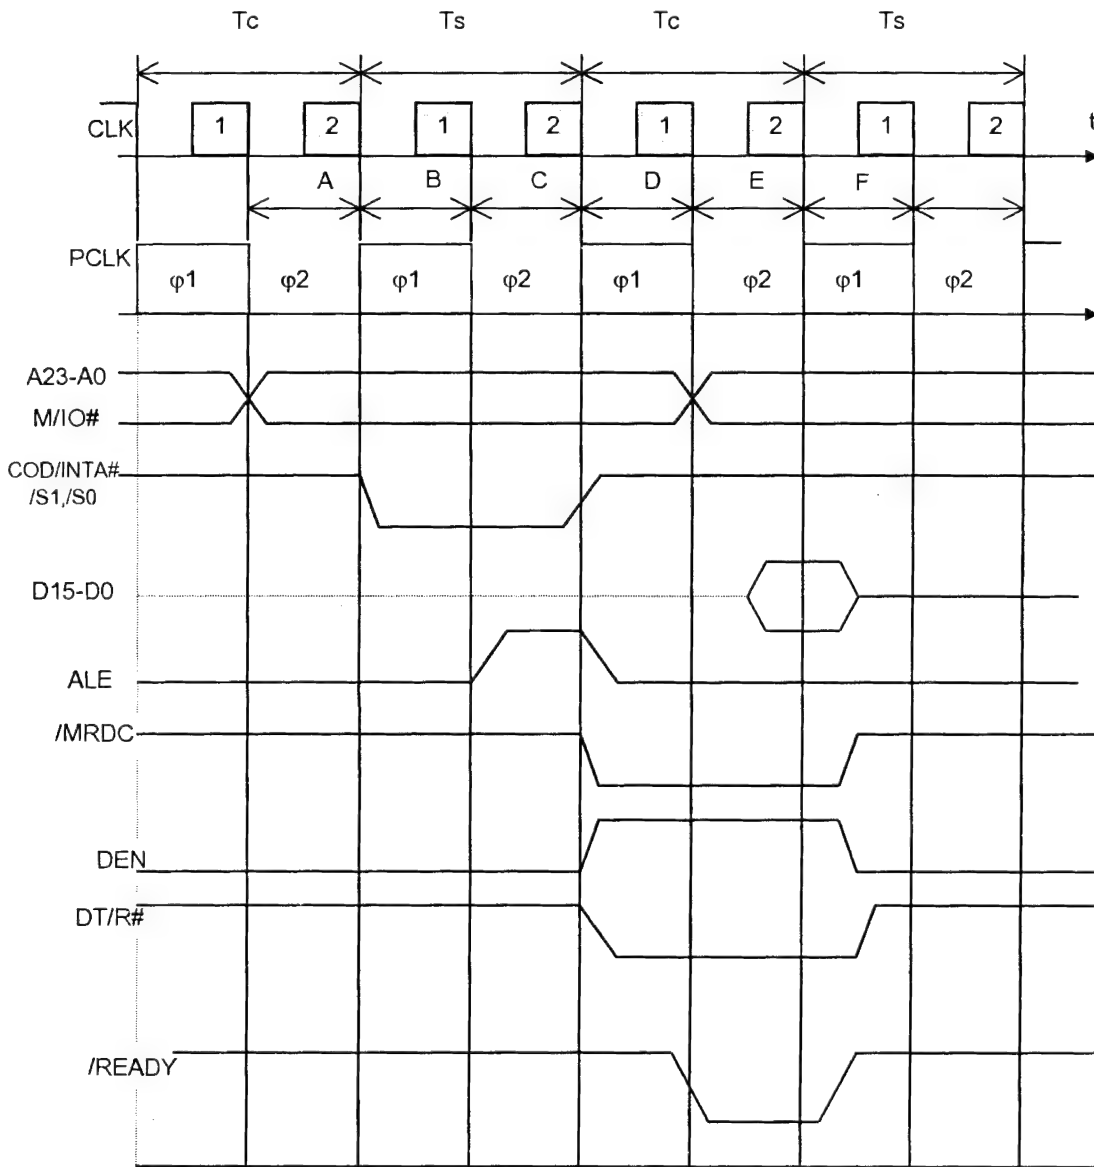 Tc Ts Tc Ts
CLK 1 2 1 2 1 2 1 2 t
A B C D E F
PCLK φ1 φ2 φ1 φ2 φ1 φ2 φ1 φ2
A23-A0
M/IO#
COD/INTA#
/S1,/S0
D15-D0
ALE
/MRDC
DEN
DT/R#
/READY